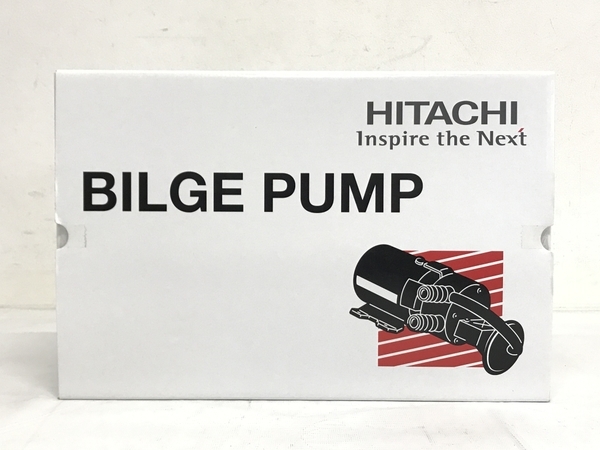 HITACHI
Inspire the Next
BILGE PUMP